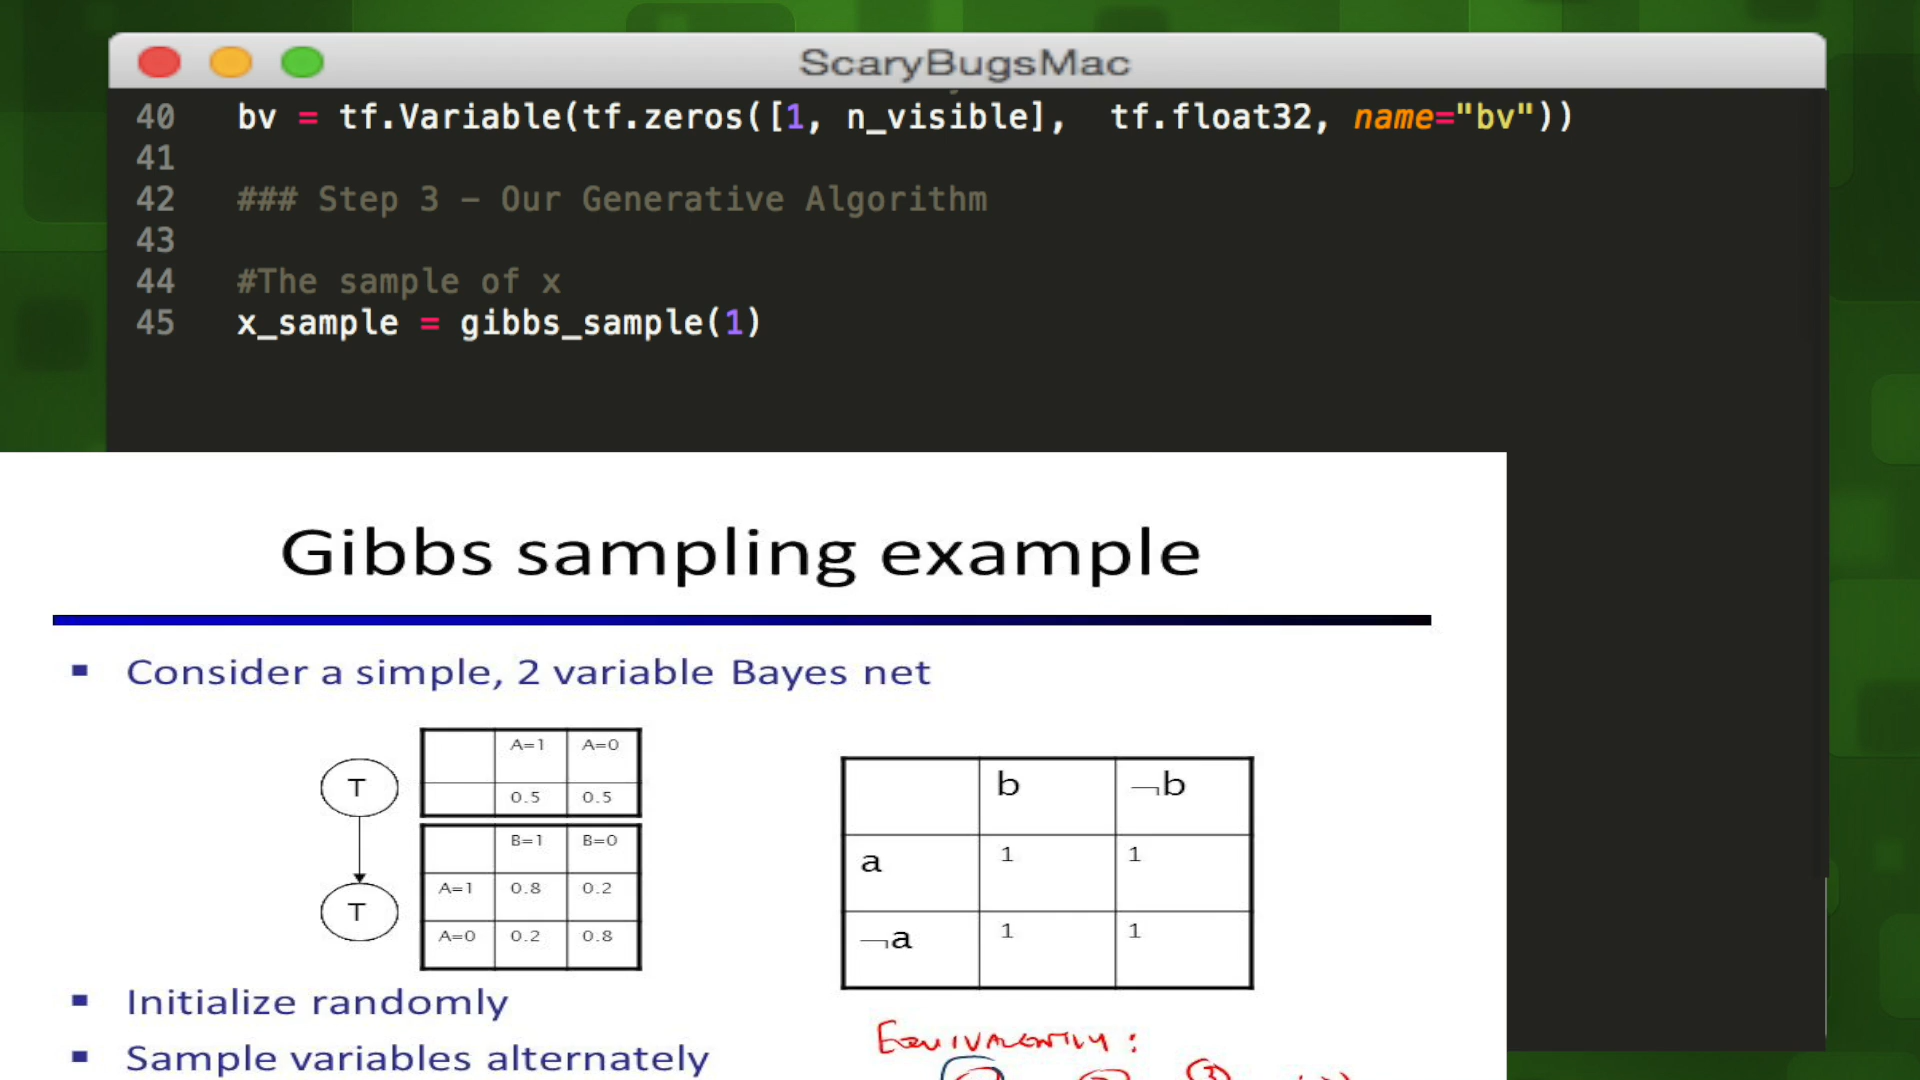 ScaryBugsMac
40 bv = tf.Variable(tf.zeros([1, n_visible],  tf.float32, name="bv"))
41
42 ### Step 3 – Our Generative Algorithm
43
44 #The sample of x
45 x_sample = gibbs_sample(1)
Gibbs sampling example
▪ Consider a simple, 2 variable Bayes net
A=1 A=0
0.5 0.5
T
B=1 B=0
A=1 0.8 0.2
A=0 0.2 0.8
T
b ¬b
a 1 1
¬a 1 1
▪ Initialize randomly
▪ Sample variables alternately
EQUIVALENTLY :